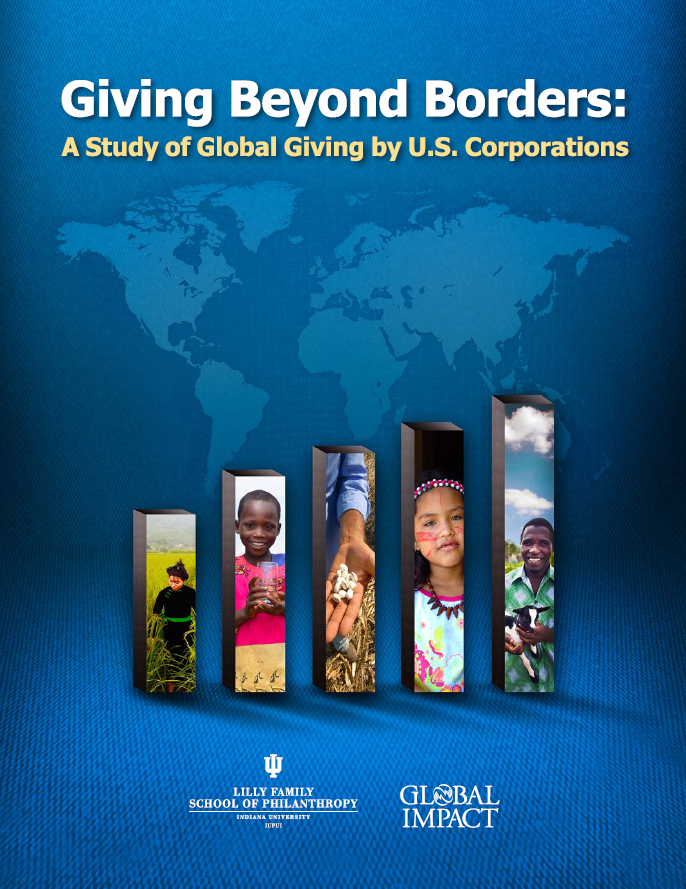 Giving Beyond Borders:
A Study of Global Giving by U.S. Corporations
LILLY FAMILY
SCHOOL OF PHILANTHROPY
INDIANA UNIVERSITY
IUPUI
GLOBAL
IMPACT